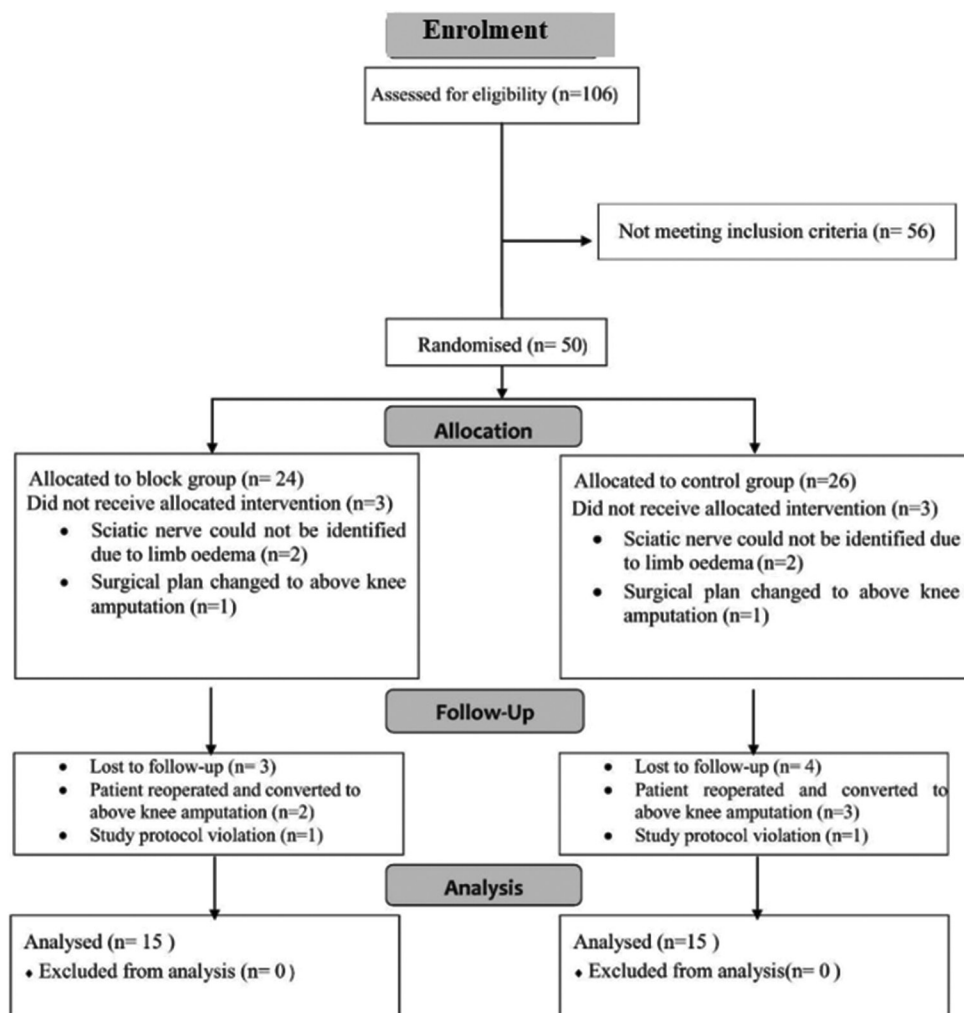 Enrolment
Assessed for eligibility (n=106)
Not meeting inclusion criteria (n= 56)
Randomised (n= 50)
Allocation
Allocated to block group (n= 24)
Did not receive allocated intervention (n=3)
• Sciatic nerve could not be identified
due to limb oedema (n=2)
• Surgical plan changed to above knee
amputation (n=1)
Allocated to control group (n=26)
Did not receive allocated intervention (n=3)
• Sciatic nerve could not be identified due
to limb oedema (n=2)
• Surgical plan changed to above knee
amputation (n=1)
Follow-Up
• Lost to follow-up (n= 3)
• Patient reoperated and converted to
above knee amputation (n=2)
• Study protocol violation (n=1)
• Lost to follow-up (n= 4)
• Patient reoperated and converted to
above knee amputation (n=3)
• Study protocol violation (n=1)
Analysis
Analysed (n= 15 )
♦ Excluded from analysis (n= 0 )
Analysed (n=15 )
♦ Excluded from analysis(n= 0 )